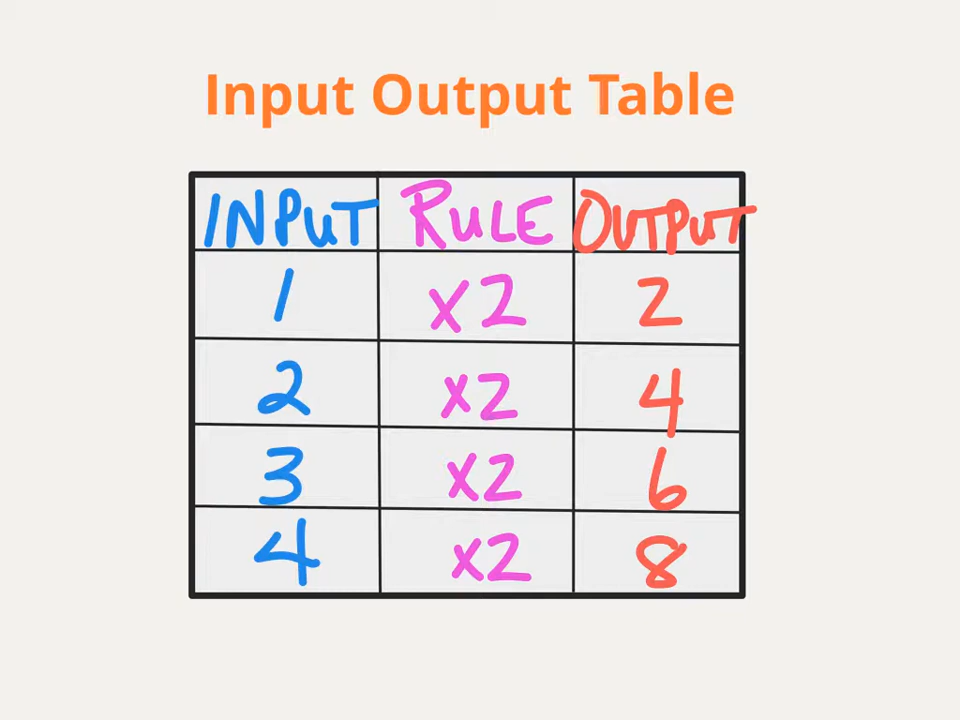 Input Output Table
INPUT RULE OUTPUT
1 x2 2
2 x2 4
3 x2 6
4 x2 8